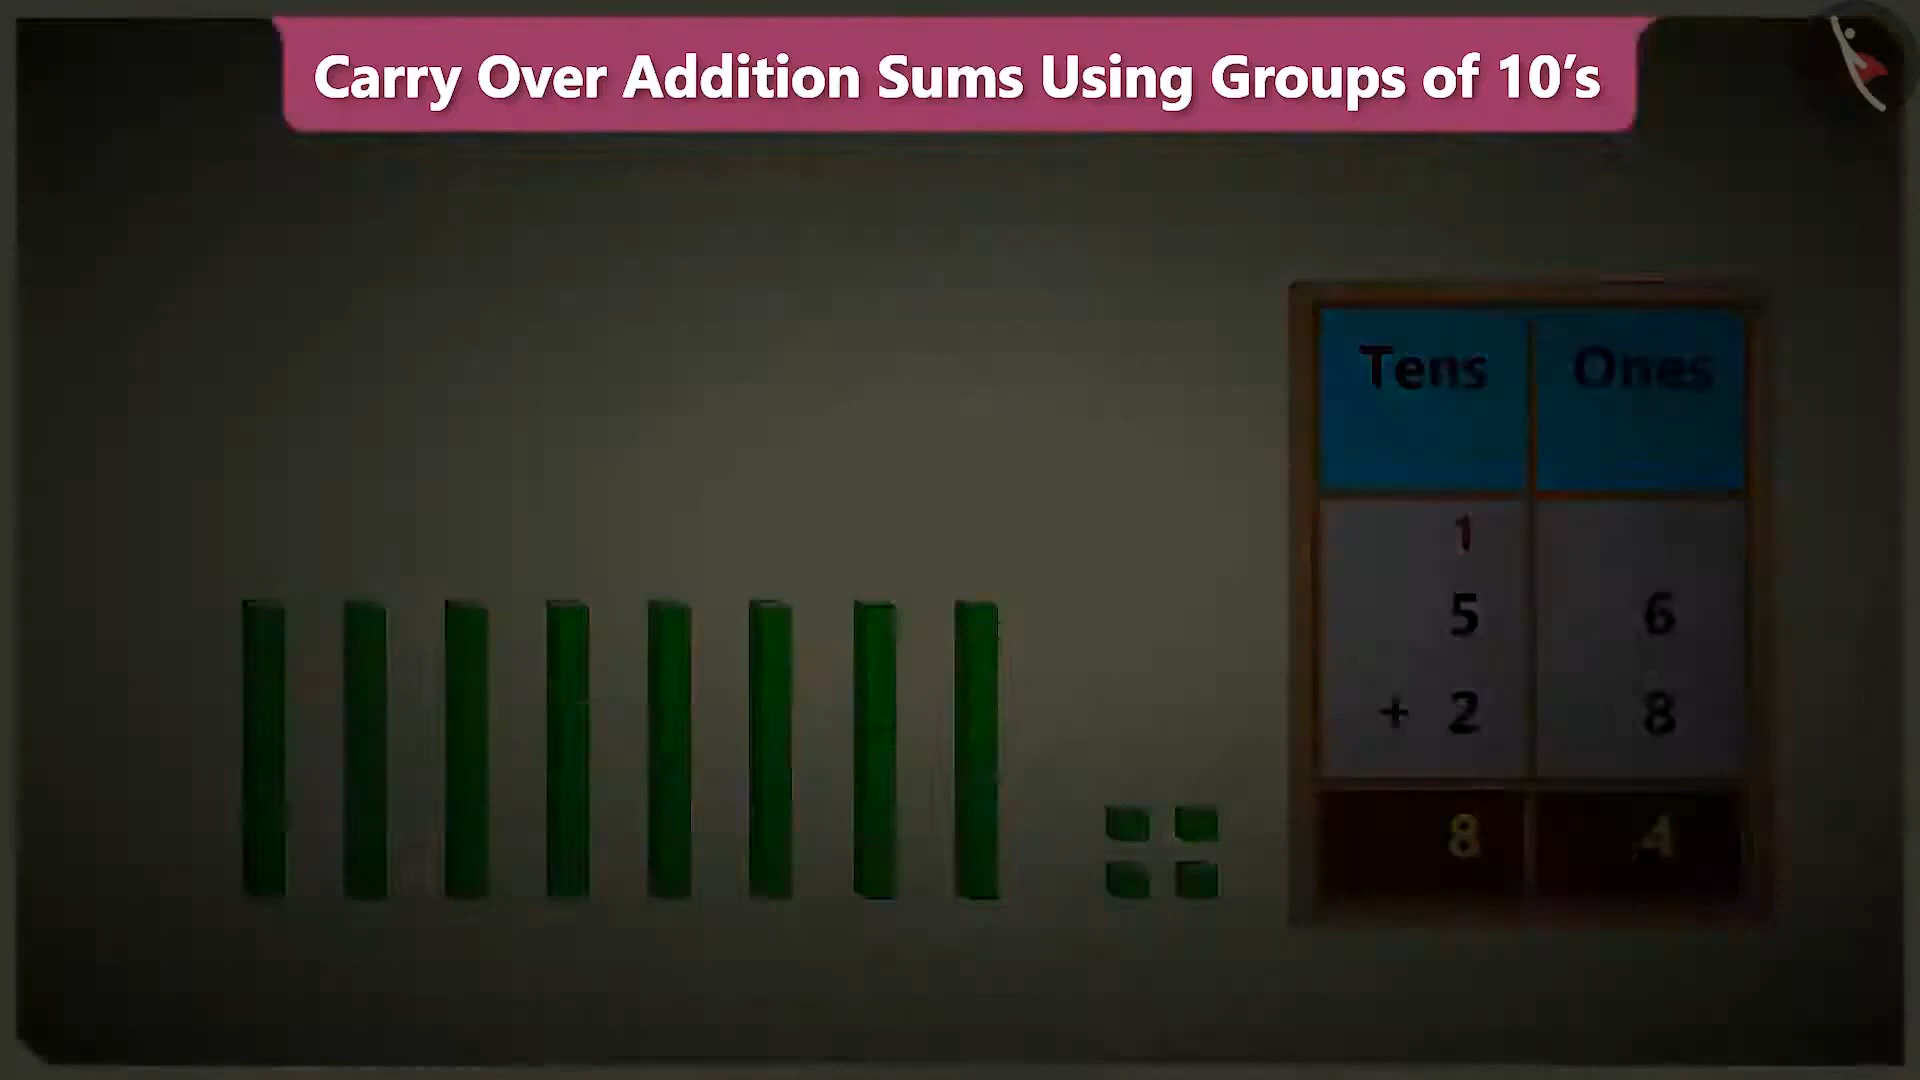 Carry Over Addition Sums Using Groups of 10’s
Tens Ones
1
5 6
+ 2 8
8 4